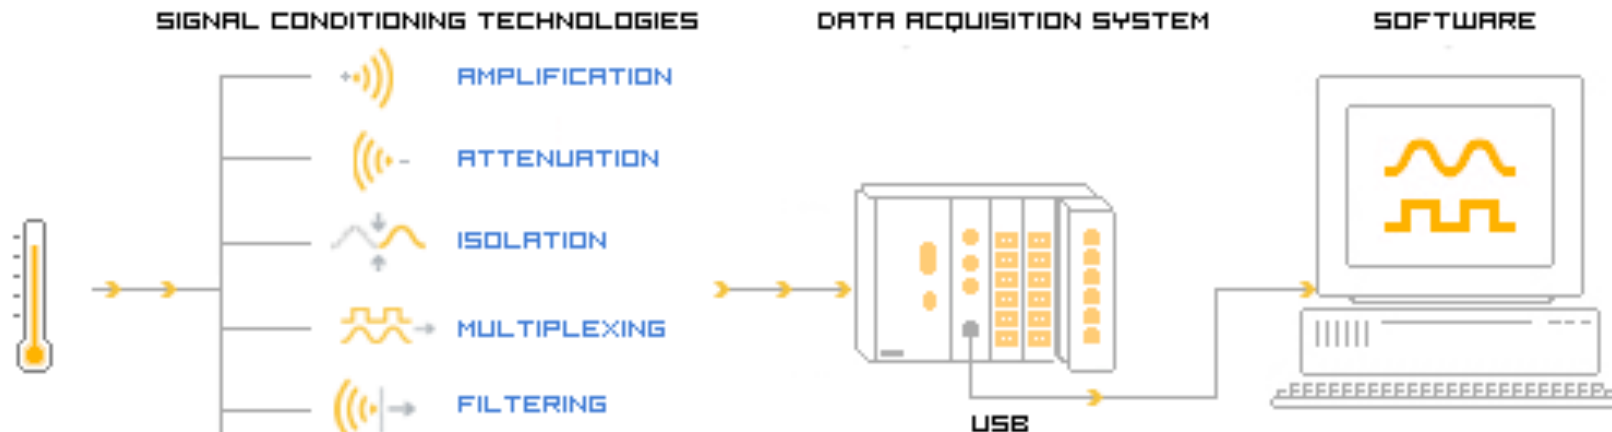 SIGNAL CONDITIONING TECHNOLOGIES
DATA ACQUISITION SYSTEM
SOFTWARE
AMPLIFICATION
ATTENUATION
ISOLATION
MULTIPLEXING
FILTERING
USB